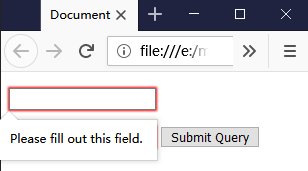 Document
file:///e:/m
Please fill out this field.
Submit Query